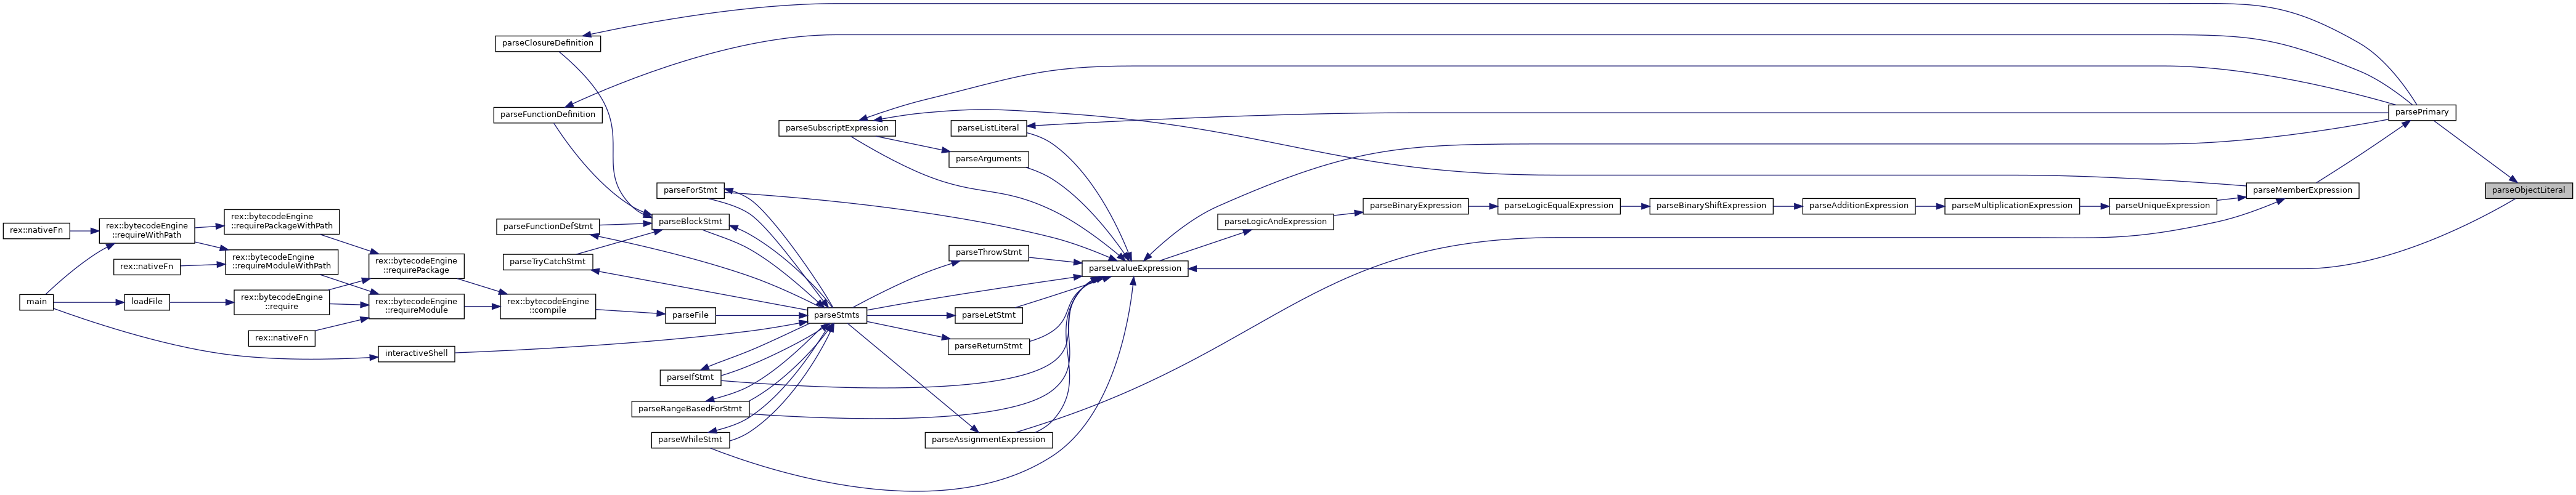 parseClosureDefinition
parseFunctionDefinition
parsePrimary
parseSubscriptExpression
parseListLiteral
parseArguments
parseForStmt
parseMemberExpression
parseObjectLiteral
parseBinaryExpression
parseLogicEqualExpression
parseBinaryShiftExpression
parseAdditionExpression
parseMultiplicationExpression
parseUniqueExpression
rex::nativeFn
rex::bytecodeEngine
::requireWithPath
rex::bytecodeEngine
::requirePackageWithPath
parseFunctionDefStmt
parseBlockStmt
parseLogicAndExpression
rex::nativeFn
rex::bytecodeEngine
::requireModuleWithPath
rex::bytecodeEngine
::requirePackage
parseTryCatchStmt
parseThrowStmt
parseLvalueExpression
main
loadFile
rex::bytecodeEngine
::require
rex::bytecodeEngine
::requireModule
rex::bytecodeEngine
::compile
parseFile
parseStmts
parseLetStmt
rex::nativeFn
interactiveShell
parseReturnStmt
parseIfStmt
parseRangeBasedForStmt
parseWhileStmt
parseAssignmentExpression